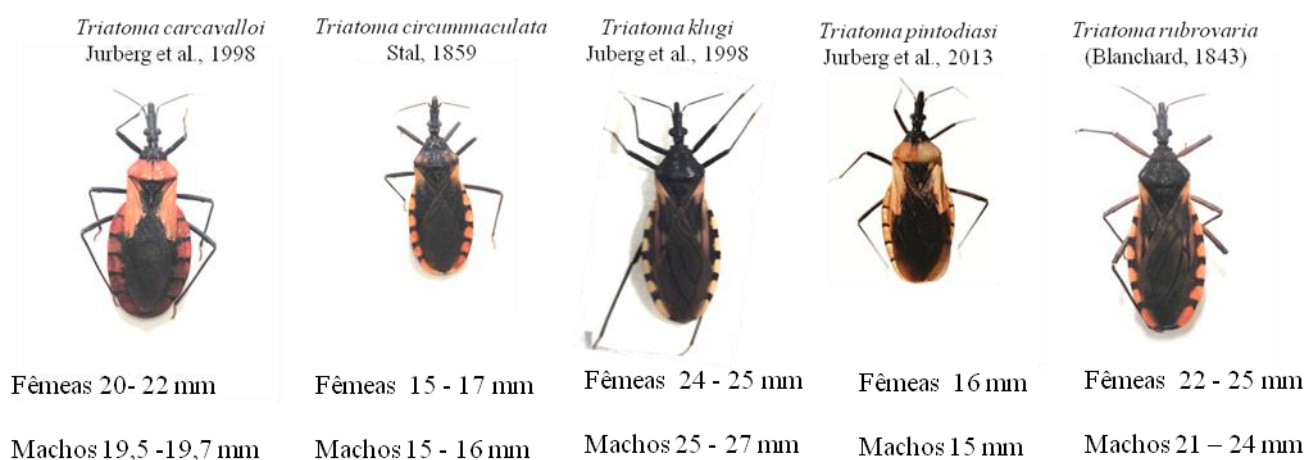 Triatoma carcavalloi
Jurberg et al., 1998
Triatoma circummaculata
Stal, 1859
Triatoma klugi
Juberg et al., 1998
Triatoma pintodiasi
Jurberg et al., 2013
Triatoma rubrovaria
(Blanchard, 1843)
Fêmeas 20- 22 mm
Fêmeas 15 - 17 mm
Fêmeas 24 - 25 mm
Fêmeas 16 mm
Fêmeas 22 - 25 mm
Machos 19,5 -19,7 mm
Machos 15 - 16 mm
Machos 25 - 27 mm
Machos 15 mm
Machos 21 – 24 mm